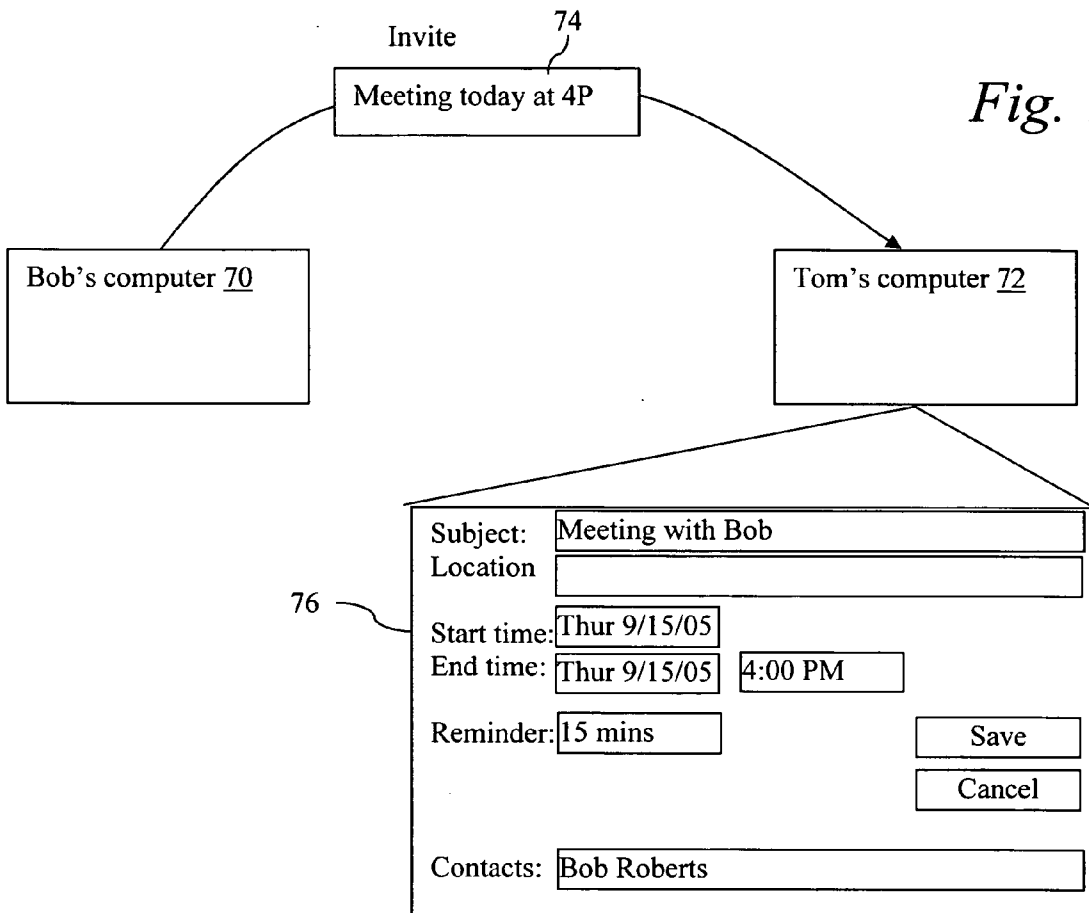 Invite
74
Meeting today at 4P
Fig.
Bob's computer 70
Tom's computer 72
76
Subject: Meeting with Bob
Location
Start time: Thur 9/15/05
End time: Thur 9/15/05 4:00 PM
Reminder: 15 mins
Save
Cancel
Contacts: Bob Roberts